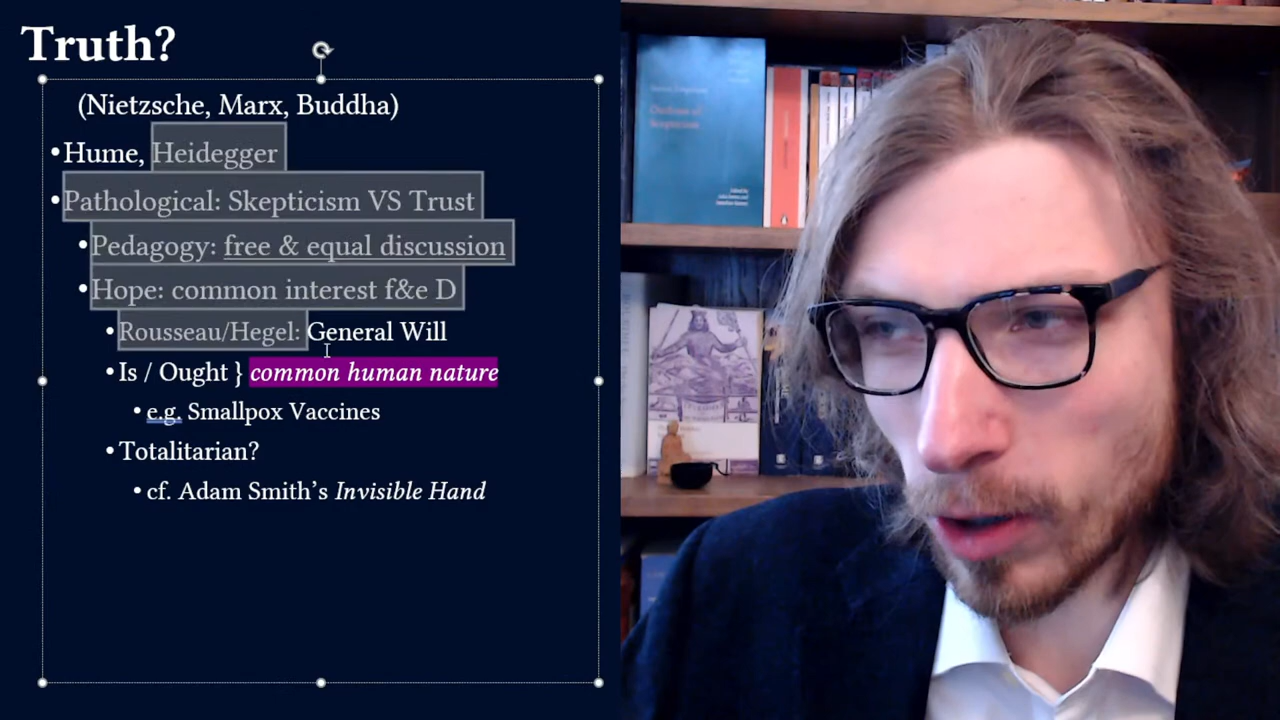 Truth?
(Nietzsche, Marx, Buddha)
•Hume, Heidegger
•Pathological: Skepticism VS Trust
•Pedagogy: free & equal discussion
•Hope: common interest f&e D
•Rousseau/Hegel: General Will
•Is / Ought } common human nature
•e.g. Smallpox Vaccines
•Totalitarian?
•cf. Adam Smith's Invisible Hand